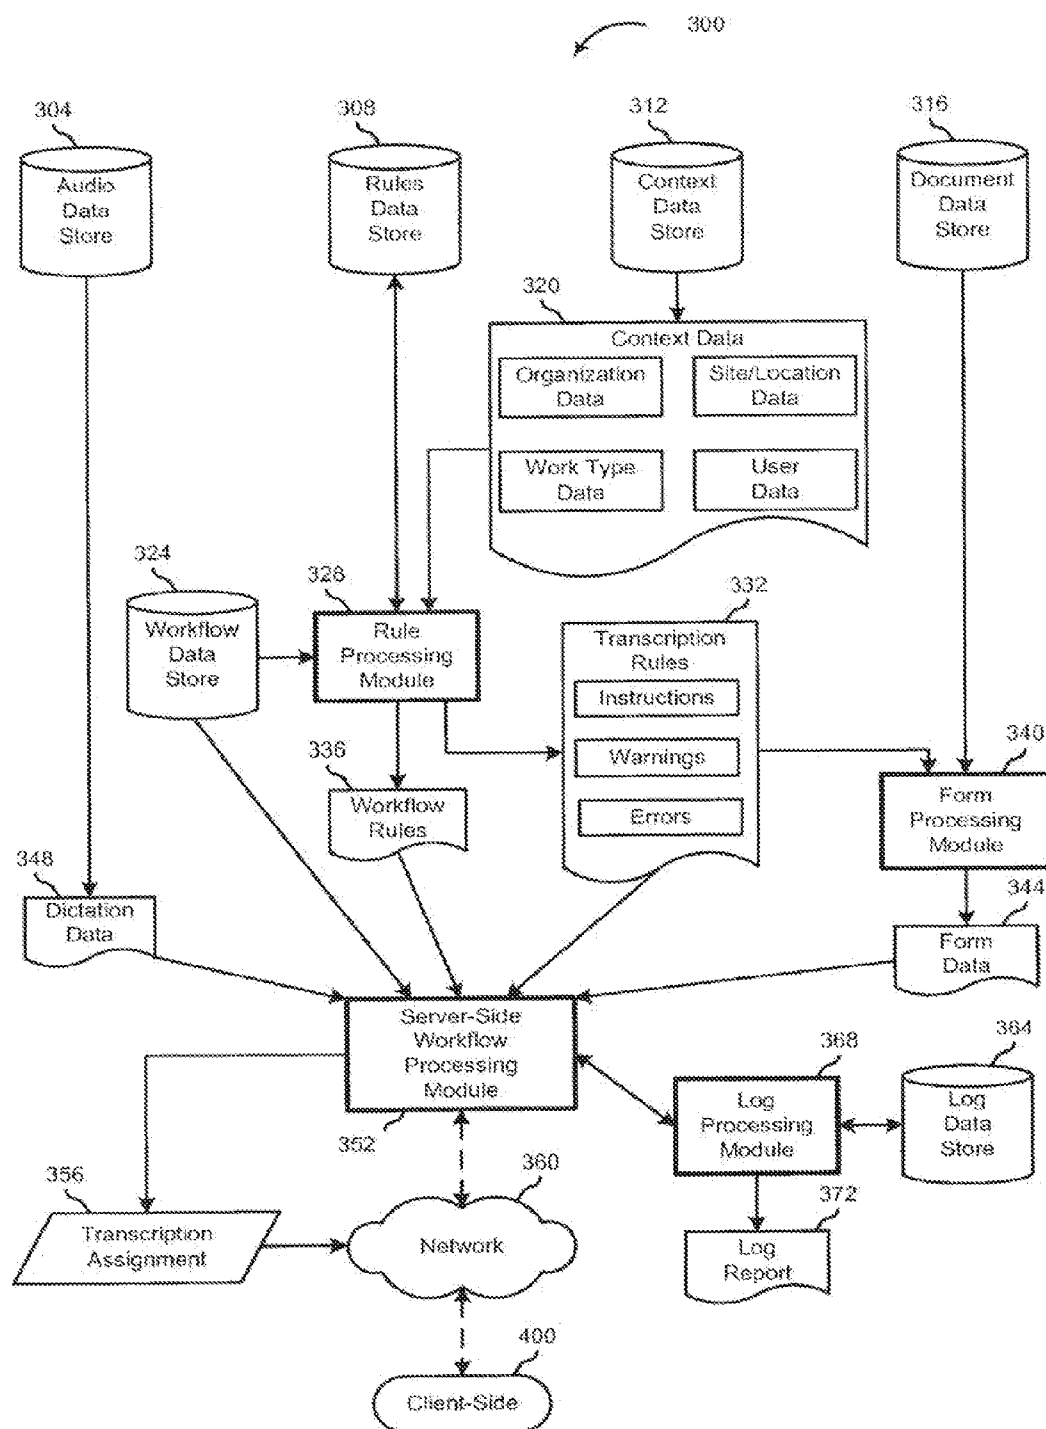 300
304
308
312
316
Audio
Data
Store
Rules
Data
Store
Context
Data
Store
Document
Data
Store
320
Context Data
Organization
Data
Site/Location
Data
Work Type
Data
User
Data
324
Workflow
Data
Store
328
Rule
Processing
Module
332
Transcription
Rules
Instructions
Warnings
Errors
336
Workflow
Rules
340
Form
Processing
Module
348
Dictation
Data
344
Form
Data
Server-Side
Workflow
Processing
Module
352
368
Log
Processing
Module
364
Log
Data
Store
356
Transcription
Assignment
360
Network
372
Log
Report
400
Client-Side